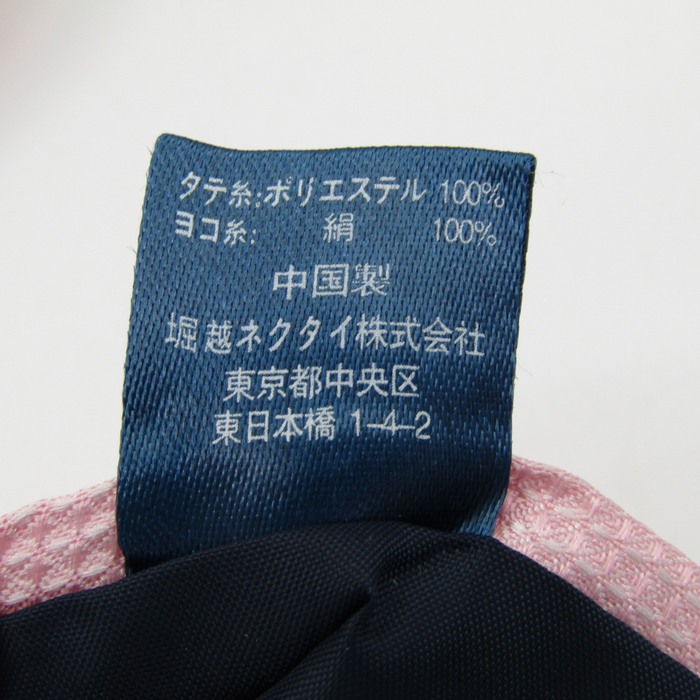 タテ糸:ポリエステル 100%
ヨコ糸: 絹 100%
中国製
堀越ネクタイ株式会社
東京都中央区
東日本橋 1-4-2